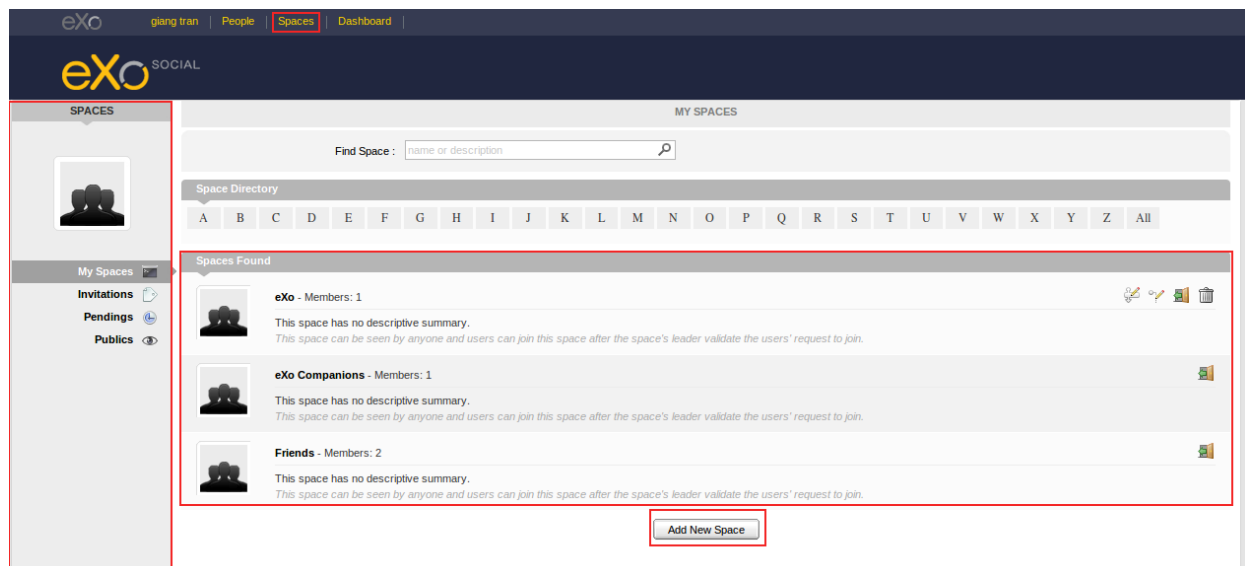 eXo giang tran | People | Spaces | Dashboard |
eXo SOCIAL
SPACES
MY SPACES
Find Space : name or description
Space Directory
A B C D E F G H I J K L M N O P Q R S T U V W X Y Z All
My Spaces
Invitations
Pendings
Publics
Spaces Found
eXo - Members: 1
This space has no descriptive summary.
This space can be seen by anyone and users can join this space after the space's leader validate the users' request to join.
eXo Companions - Members: 1
This space has no descriptive summary.
This space can be seen by anyone and users can join this space after the space's leader validate the users' request to join.
Friends - Members: 2
This space has no descriptive summary.
This space can be seen by anyone and users can join this space after the space's leader validate the users' request to join.
Add New Space